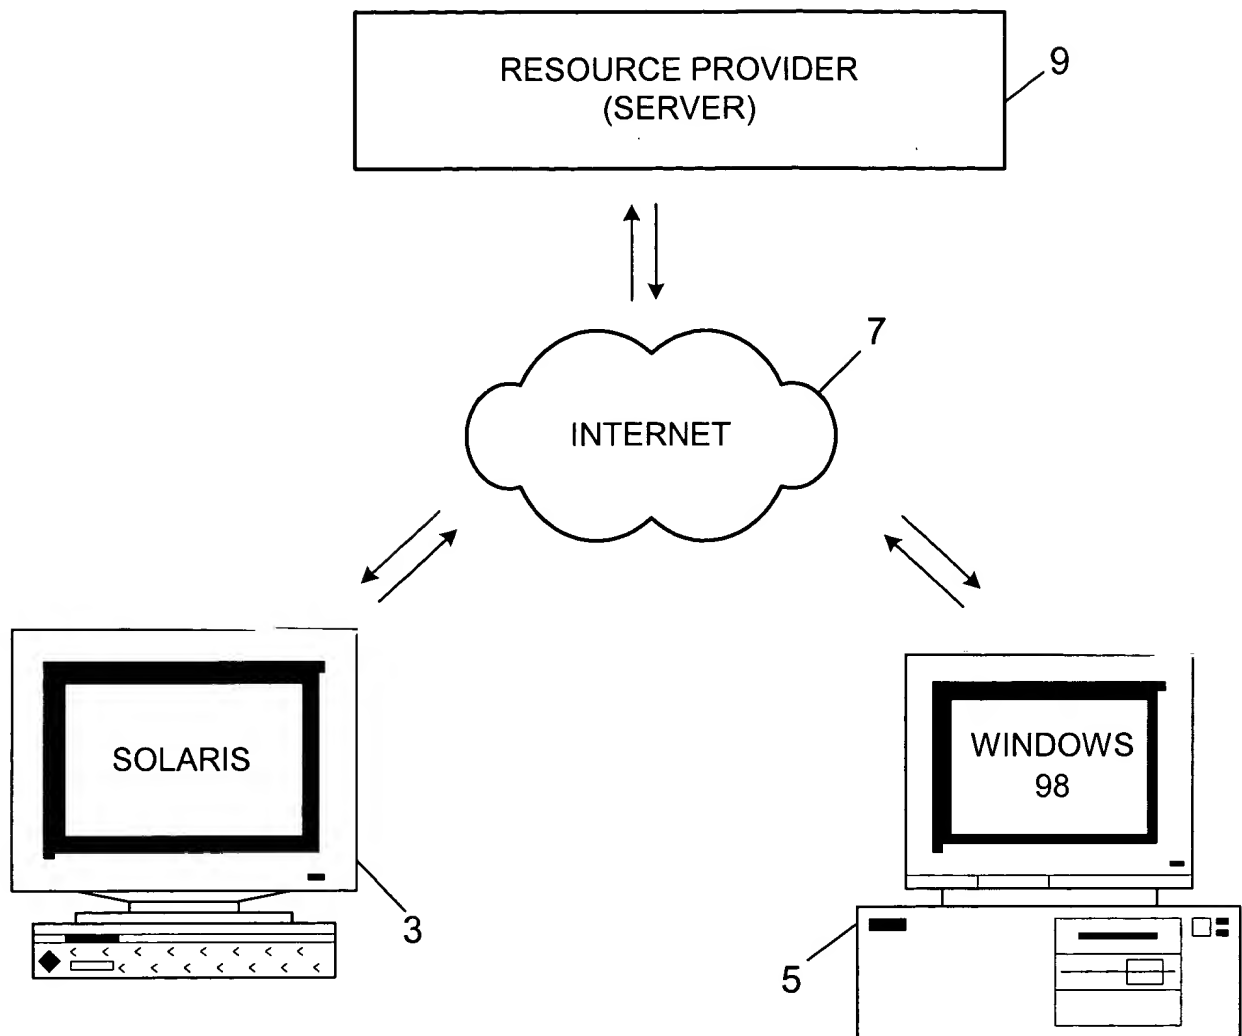 RESOURCE PROVIDER
(SERVER)
9
7
INTERNET
SOLARIS
WINDOWS
98
3
5